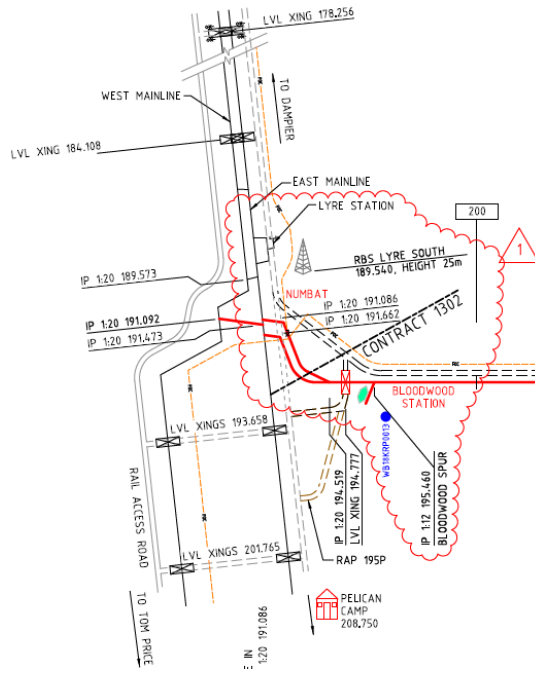 LVL XING 178.256
WEST MAINLINE
TO DAMPIER
LVL XING 184.108
EAST MAINLINE
LYRE STATION
200
1
RBS LYRE SOUTH
189.540, HEIGHT 25m
IP 1:20 189.573
NUMBAT
IP 1:20 191.086
IP 1:20 191.092
IP 1:20 191.662
IP 1:20 191.473
CONTRACT 1302
BLOODWOOD
STATION
LVL XINGS 193.658
IP 1:20 194.519
LVL XING 194.777
IP 1:12 195.460
BLOODWOOD SPUR
RAIL ACCESS ROAD
LVL XINGS 201.765
RAP 195P
TO TOM PRICE
E IN
1:20 191.086
PELICAN
CAMP
208.750